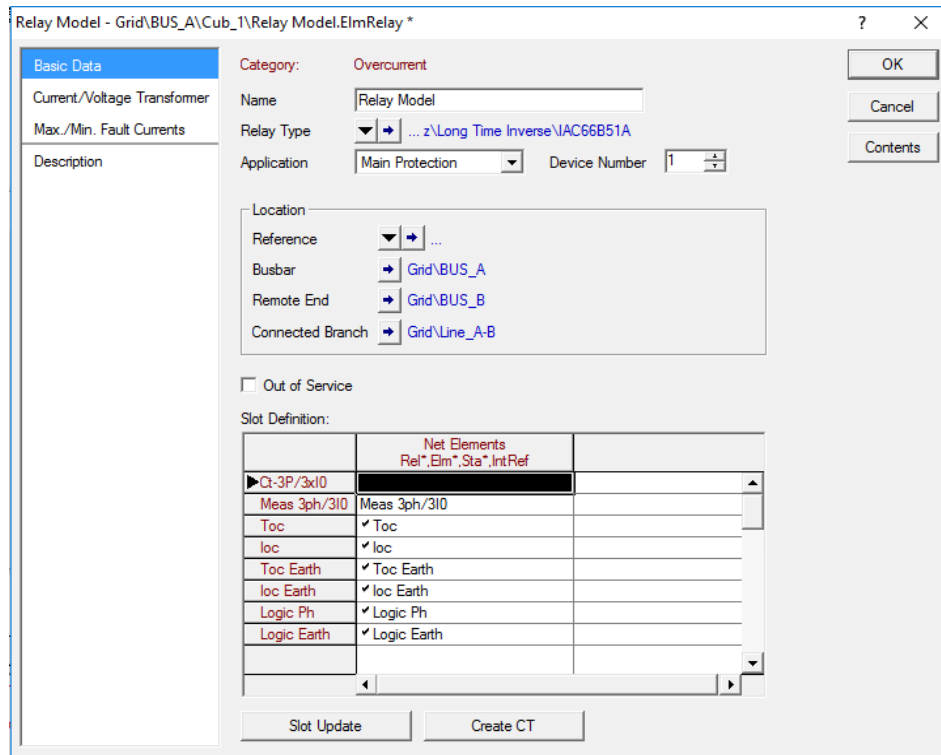 Relay Model - Grid\BUS_A\Cub_1\Relay Model.ElmRelay *
? ×
Basic Data
Current/Voltage Transformer
Max./Min. Fault Currents
Description
Category: Overcurrent
Name Relay Model
Relay Type ... z\Long Time Inverse\IAC66B51A
Application Main Protection Device Number 1
Location
Reference ...
Busbar Grid\BUS_A
Remote End Grid\BUS_B
Connected Branch Grid\Line_A-B
Out of Service
Slot Definition:
Net Elements
Rel*,Elm*,Sta*,IntRef
Ct-3P/3xI0
Meas 3ph/3I0 Meas 3ph/3I0
Toc Toc
Ioc Ioc
Toc Earth Toc Earth
Ioc Earth Ioc Earth
Logic Ph Logic Ph
Logic Earth Logic Earth
Slot Update Create CT
OK
Cancel
Contents